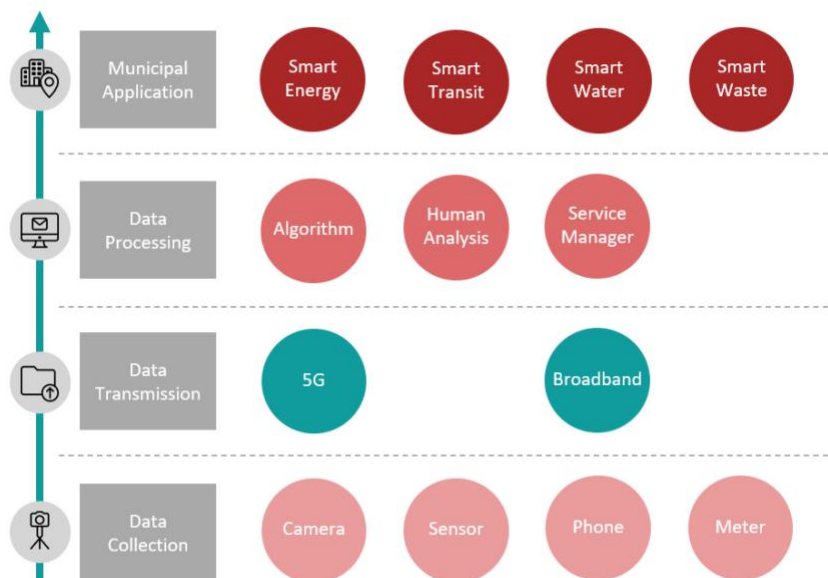 Municipal
Application
Smart
Energy
Smart
Transit
Smart
Water
Smart
Waste
Data
Processing
Algorithm
Human
Analysis
Service
Manager
Data
Transmission
5G
Broadband
Data
Collection
Camera
Sensor
Phone
Meter